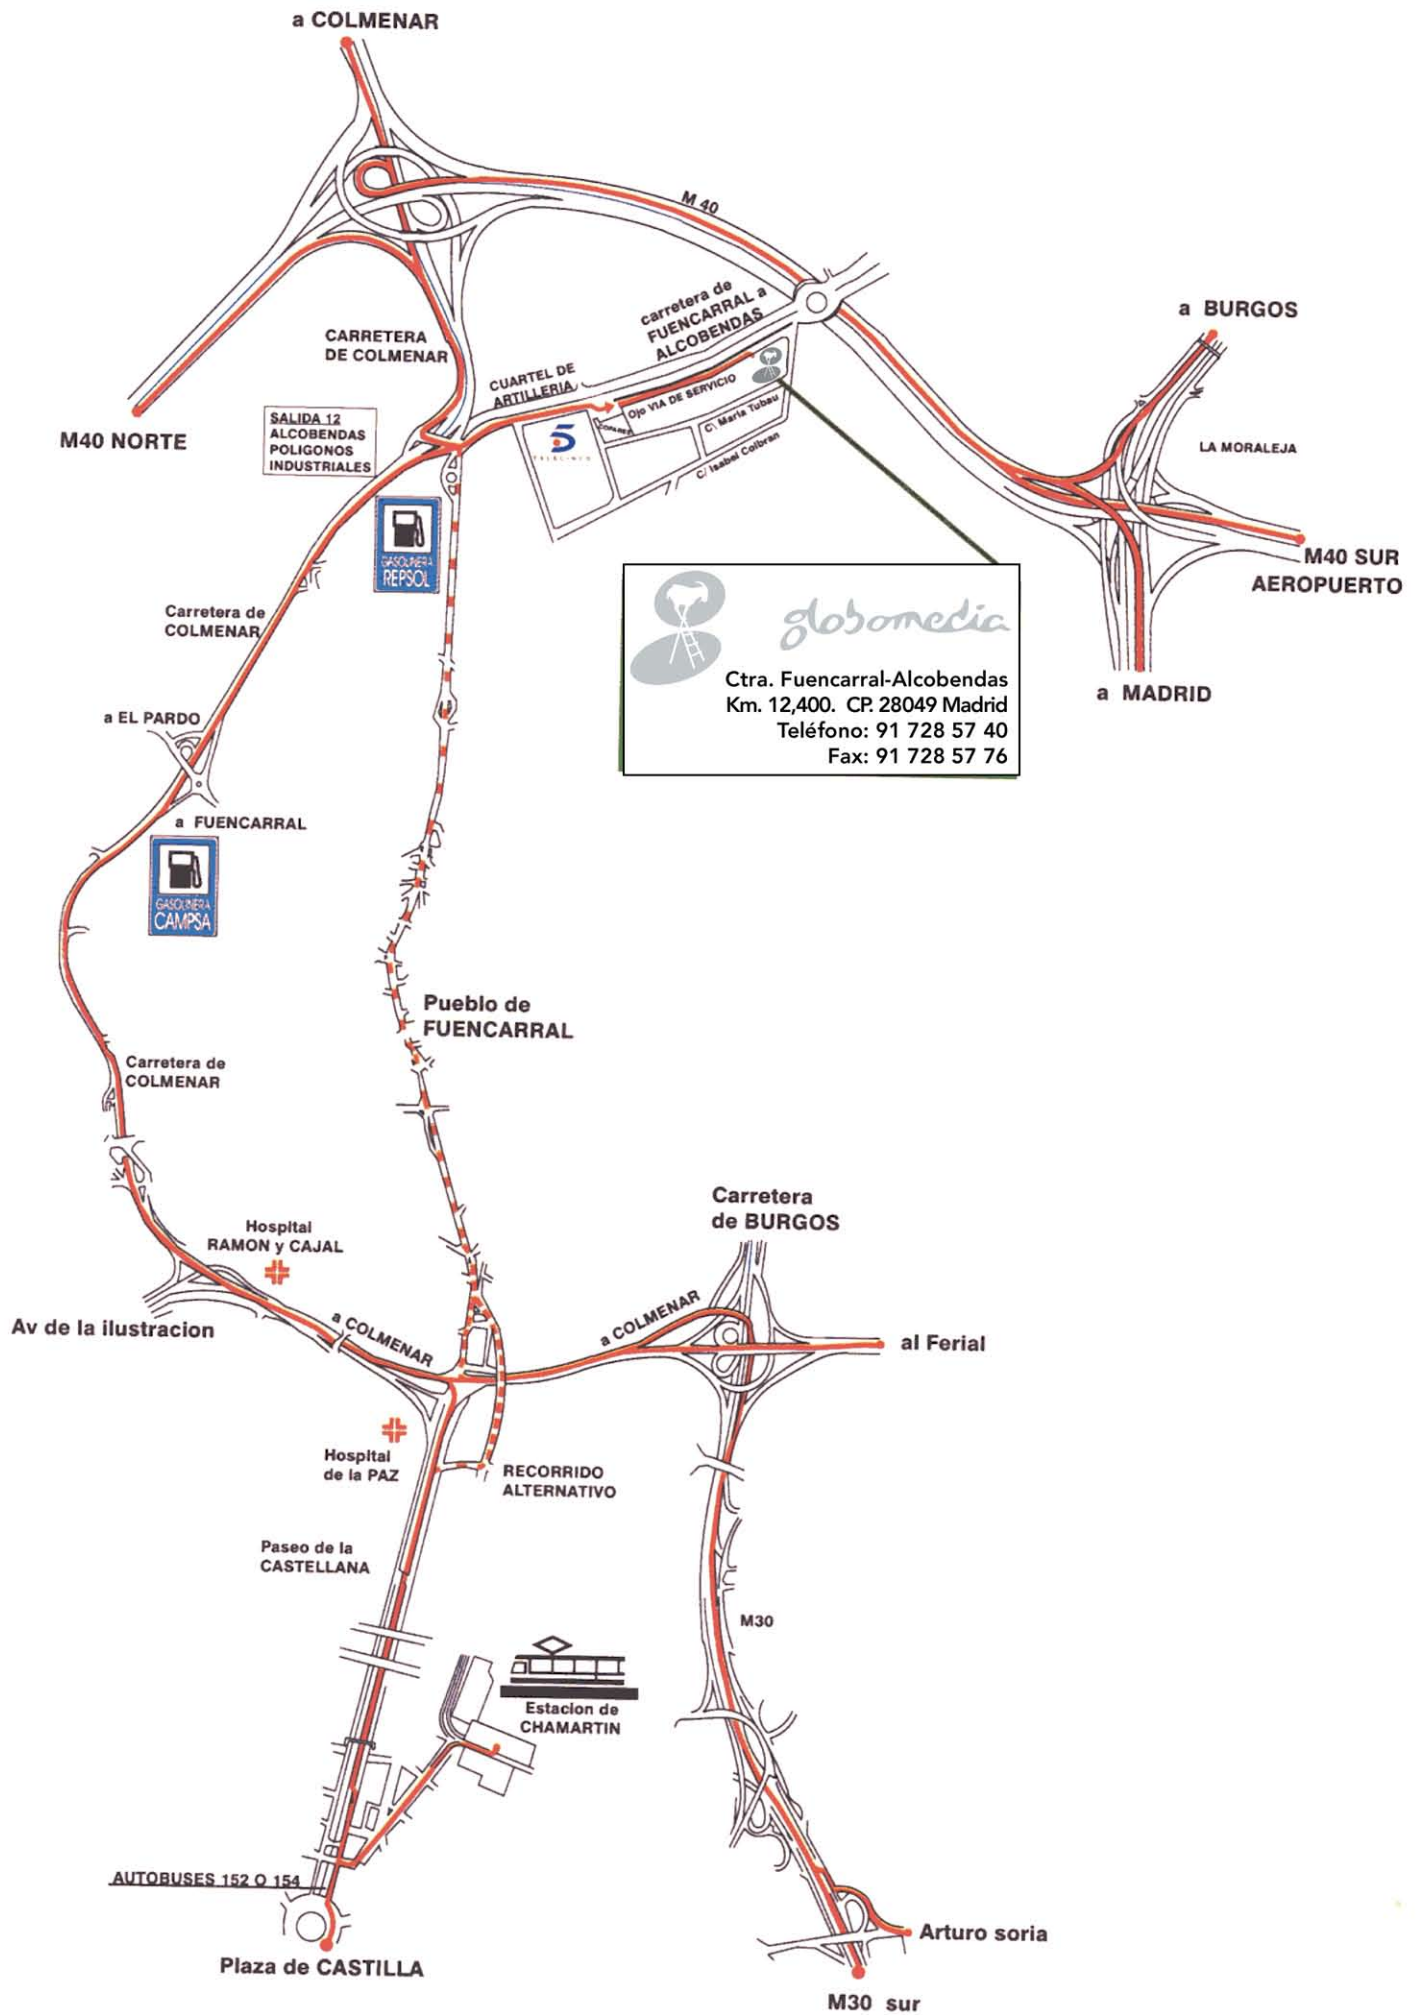 a COLMENAR
M 40
carretera de
FUENCARRAL a
ALCOBENDAS
a BURGOS
CARRETERA
DE COLMENAR
CUARTEL DE
ARTILLERIA
Ojo VIA DE SERVICIO
C\ María Tubau
C/ Isabel Colbran
COFARES
5
TELECINCO
M40 NORTE
SALIDA 12
ALCOBENDAS
POLIGONOS
INDUSTRIALES
LA MORALEJA
GASOLINERA
REPSOL
M40 SUR
AEROPUERTO
Carretera de
COLMENAR
globomedia
Ctra. Fuencarral-Alcobendas
Km. 12,400. CP. 28049 Madrid
Teléfono: 91 728 57 40
Fax: 91 728 57 76
a MADRID
a EL PARDO
a FUENCARRAL
GASOLINERA
CAMPSA
Pueblo de
FUENCARRAL
Carretera de
COLMENAR
Carretera
de BURGOS
Hospital
RAMON y CAJAL
Av de la ilustracion
a COLMENAR
a COLMENAR
al Ferial
Hospital
de la PAZ
RECORRIDO
ALTERNATIVO
Paseo de la
CASTELLANA
M30
Estacion de
CHAMARTIN
AUTOBUSES 152 O 154
Plaza de CASTILLA
Arturo soria
M30 sur